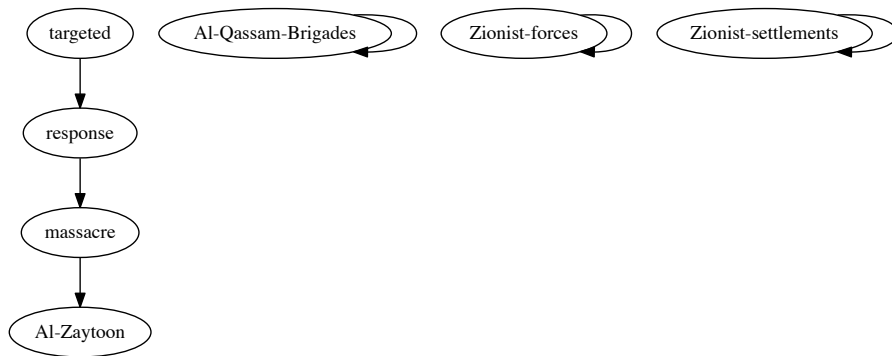 targeted
Al-Qassam-Brigades
Zionist-forces
Zionist-settlements
response
massacre
Al-Zaytoon